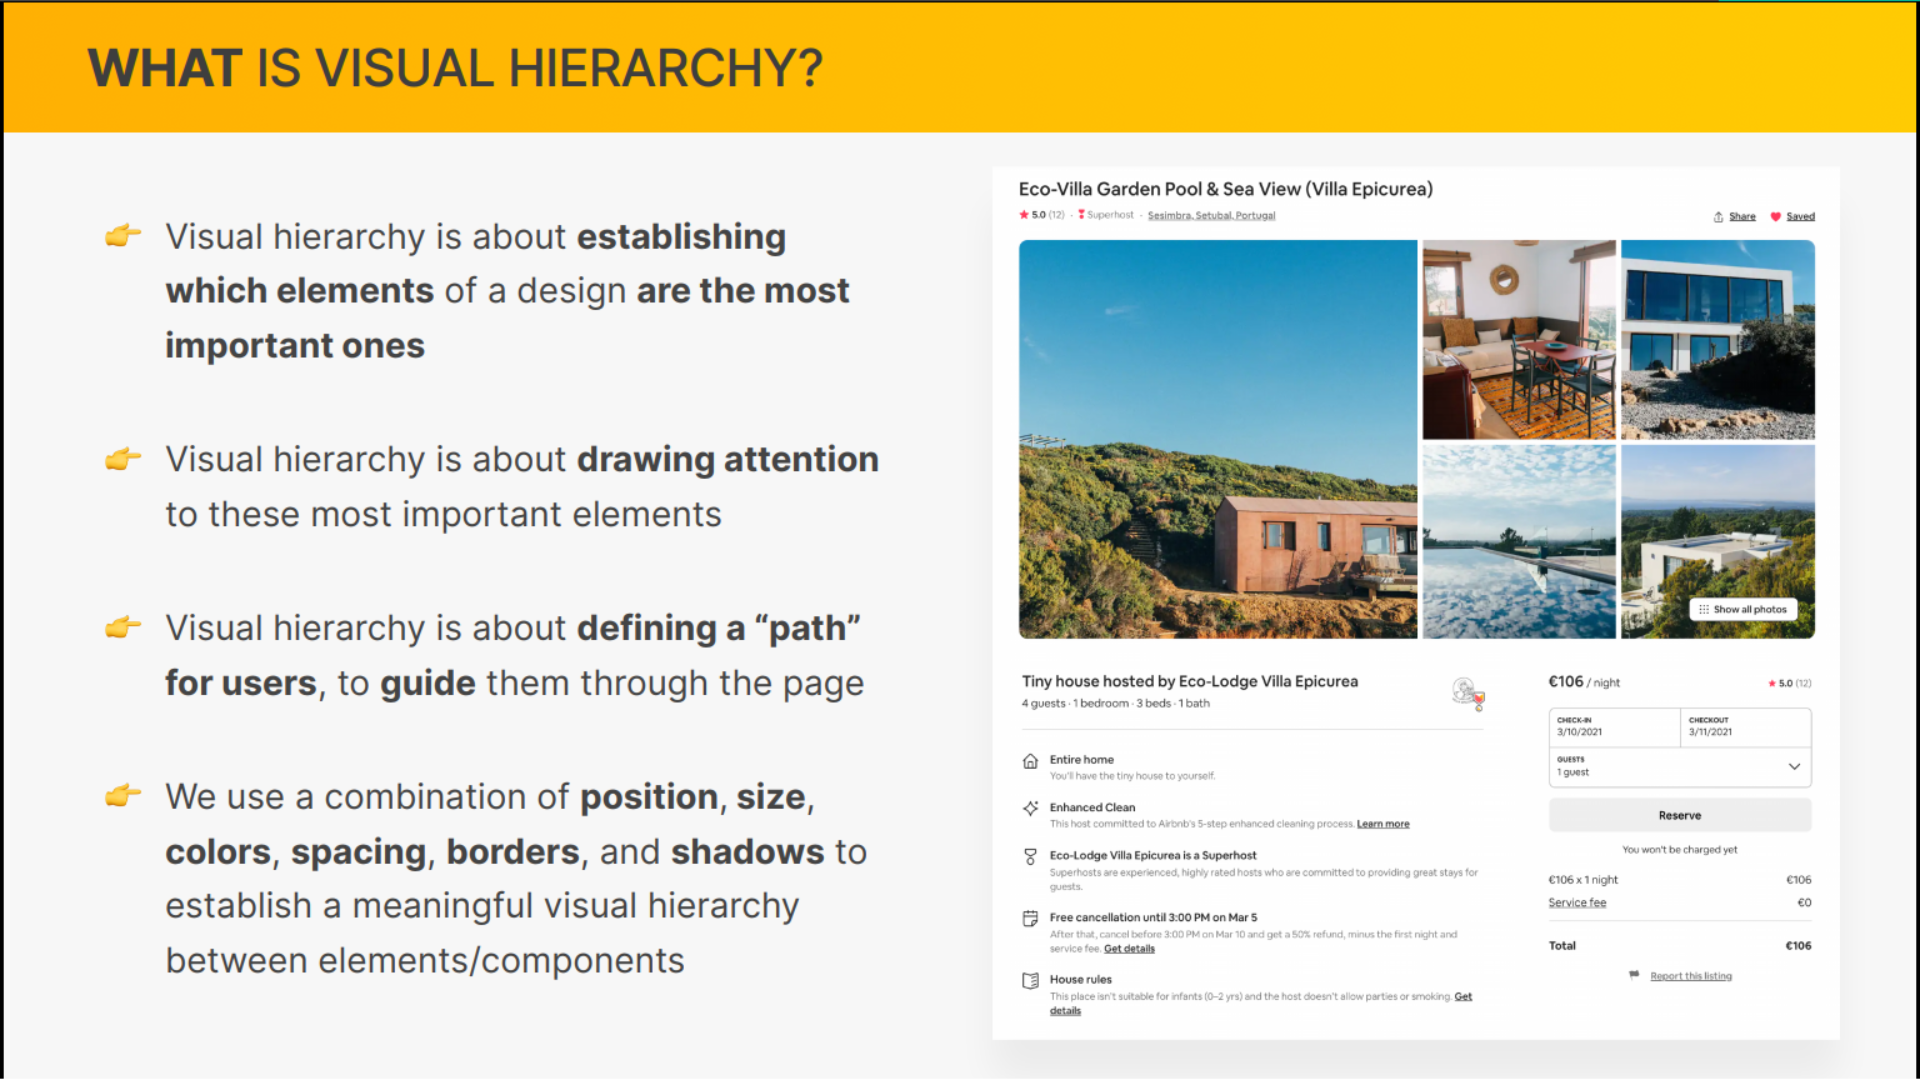 WHAT IS VISUAL HIERARCHY?
Visual hierarchy is about establishing
which elements of a design are the most
important ones
Visual hierarchy is about drawing attention
to these most important elements
Visual hierarchy is about defining a “path”
for users, to guide them through the page
We use a combination of position, size,
colors, spacing, borders, and shadows to
establish a meaningful visual hierarchy
between elements/components
Eco-Villa Garden Pool & Sea View (Villa Epicurea)
5.0 (12) · Superhost · Sesimbra, Setubal, Portugal
Share Saved
Show all photos
Tiny house hosted by Eco-Lodge Villa Epicurea
4 guests · 1 bedroom · 3 beds · 1 bath
Entire home
You'll have the tiny house to yourself.
Enhanced Clean
This host committed to Airbnb's 5-step enhanced cleaning process. Learn more
Eco-Lodge Villa Epicurea is a Superhost
Superhosts are experienced, highly rated hosts who are committed to providing great stays for
guests.
Free cancellation until 3:00 PM on Mar 5
After that, cancel before 3:00 PM on Mar 10 and get a 50% refund, minus the first night and
service fee. Get details
House rules
This place isn't suitable for infants (0–2 yrs) and the host doesn't allow parties or smoking. Get
details
€106 / night 5.0 (12)
CHECK-IN CHECKOUT
3/10/2021 3/11/2021
GUESTS
1 guest
Reserve
You won't be charged yet
€106 x 1 night €106
Service fee €0
Total €106
Report this listing